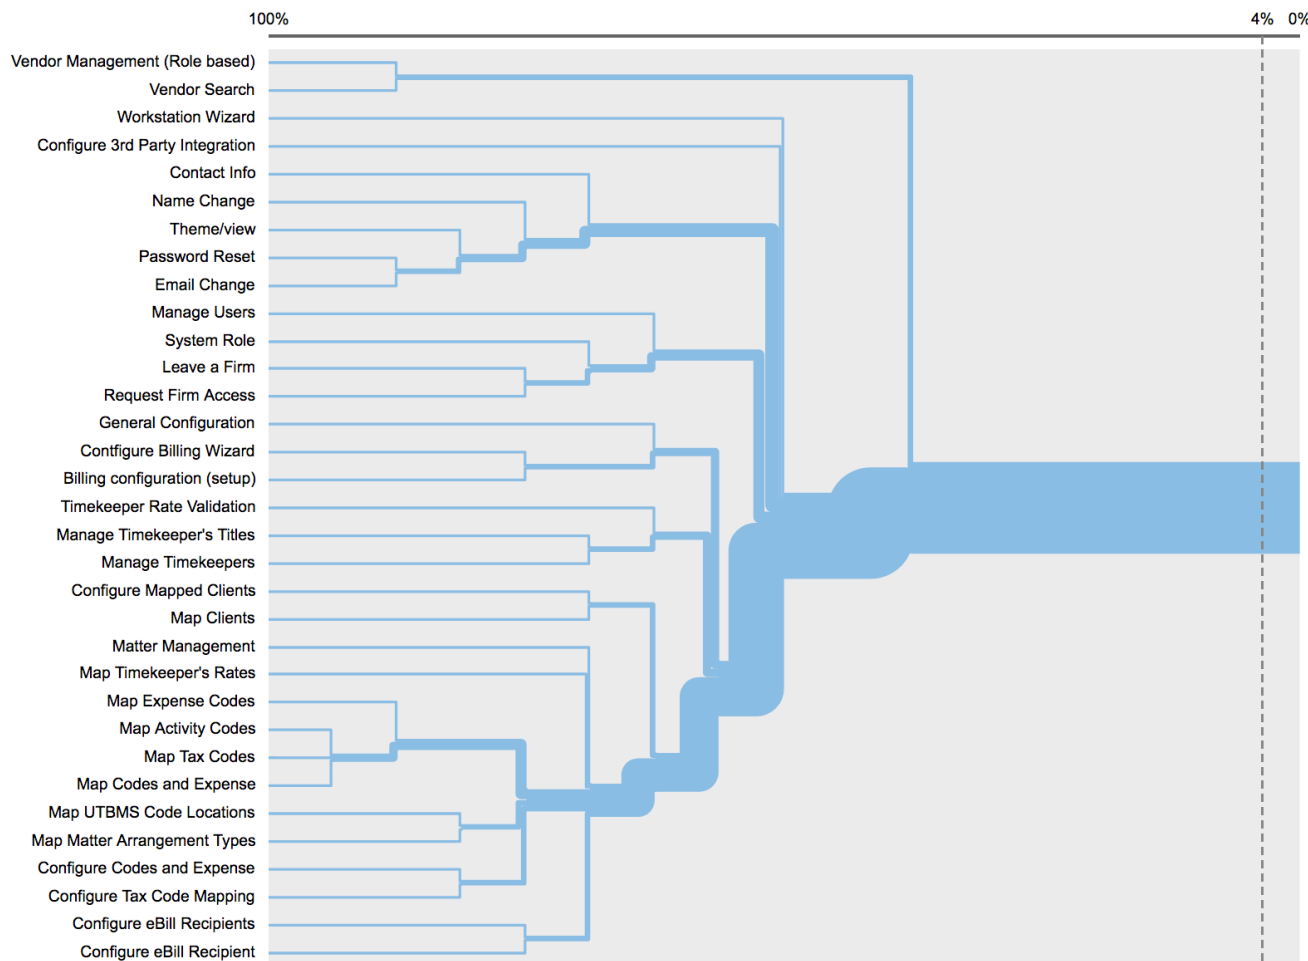 100% 4% 0%
Vendor Management (Role based)
Vendor Search
Workstation Wizard
Configure 3rd Party Integration
Contact Info
Name Change
Theme/view
Password Reset
Email Change
Manage Users
System Role
Leave a Firm
Request Firm Access
General Configuration
Contfigure Billing Wizard
Billing configuration (setup)
Timekeeper Rate Validation
Manage Timekeeper's Titles
Manage Timekeepers
Configure Mapped Clients
Map Clients
Matter Management
Map Timekeeper's Rates
Map Expense Codes
Map Activity Codes
Map Tax Codes
Map Codes and Expense
Map UTBMS Code Locations
Map Matter Arrangement Types
Configure Codes and Expense
Configure Tax Code Mapping
Configure eBill Recipients
Configure eBill Recipient